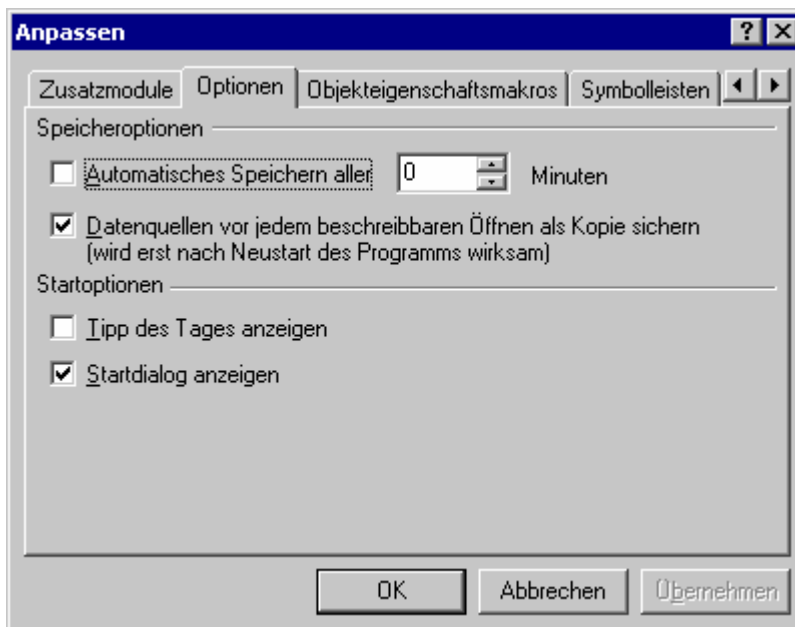 Anpassen
Zusatzmodule Optionen Objekteigenschaftsmakros Symbolleisten
Speicheroptionen
Automatisches Speichern aller 0 Minuten
Datenquellen vor jedem beschreibbaren Öffnen als Kopie sichern
(wird erst nach Neustart des Programms wirksam)
Startoptionen
Tipp des Tages anzeigen
Startdialog anzeigen
OK Abbrechen Übernehmen